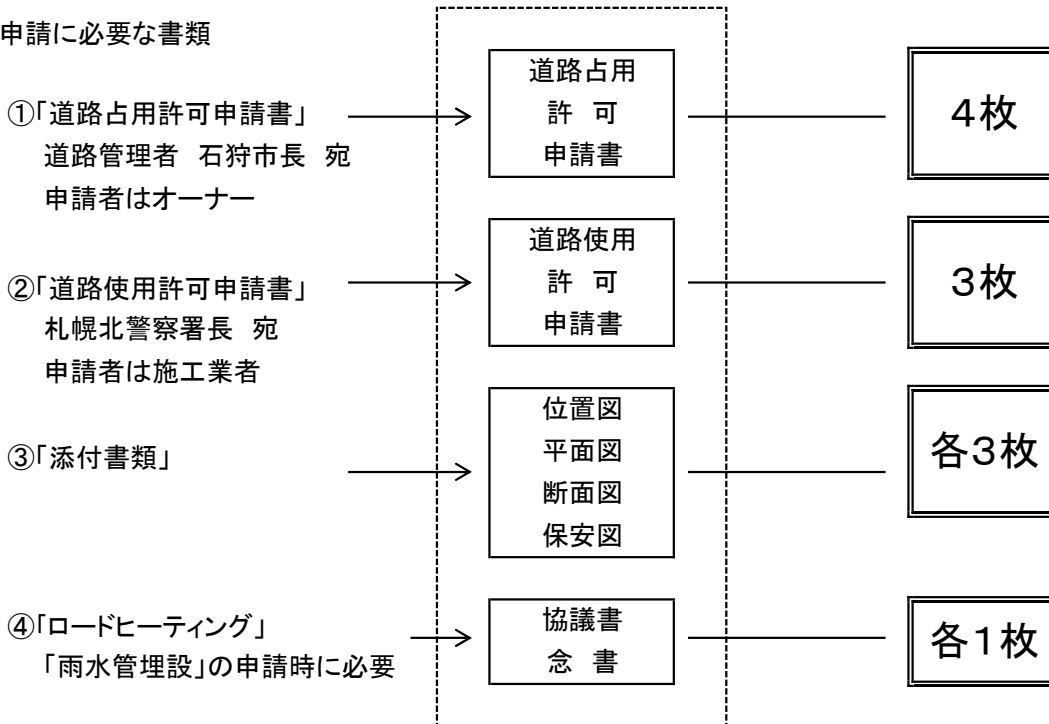 申請に必要な書類
①「道路占用許可申請書」
道路管理者　石狩市長　宛
申請者はオーナー
道路占用
許　可
申請書
4枚
②「道路使用許可申請書」
札幌北警察署長　宛
申請者は施工業者
道路使用
許　可
申請書
3枚
③「添付書類」
位置図
平面図
断面図
保安図
各3枚
④「ロードヒーティング」
「雨水管埋設」の申請時に必要
協議書
念　書
各1枚